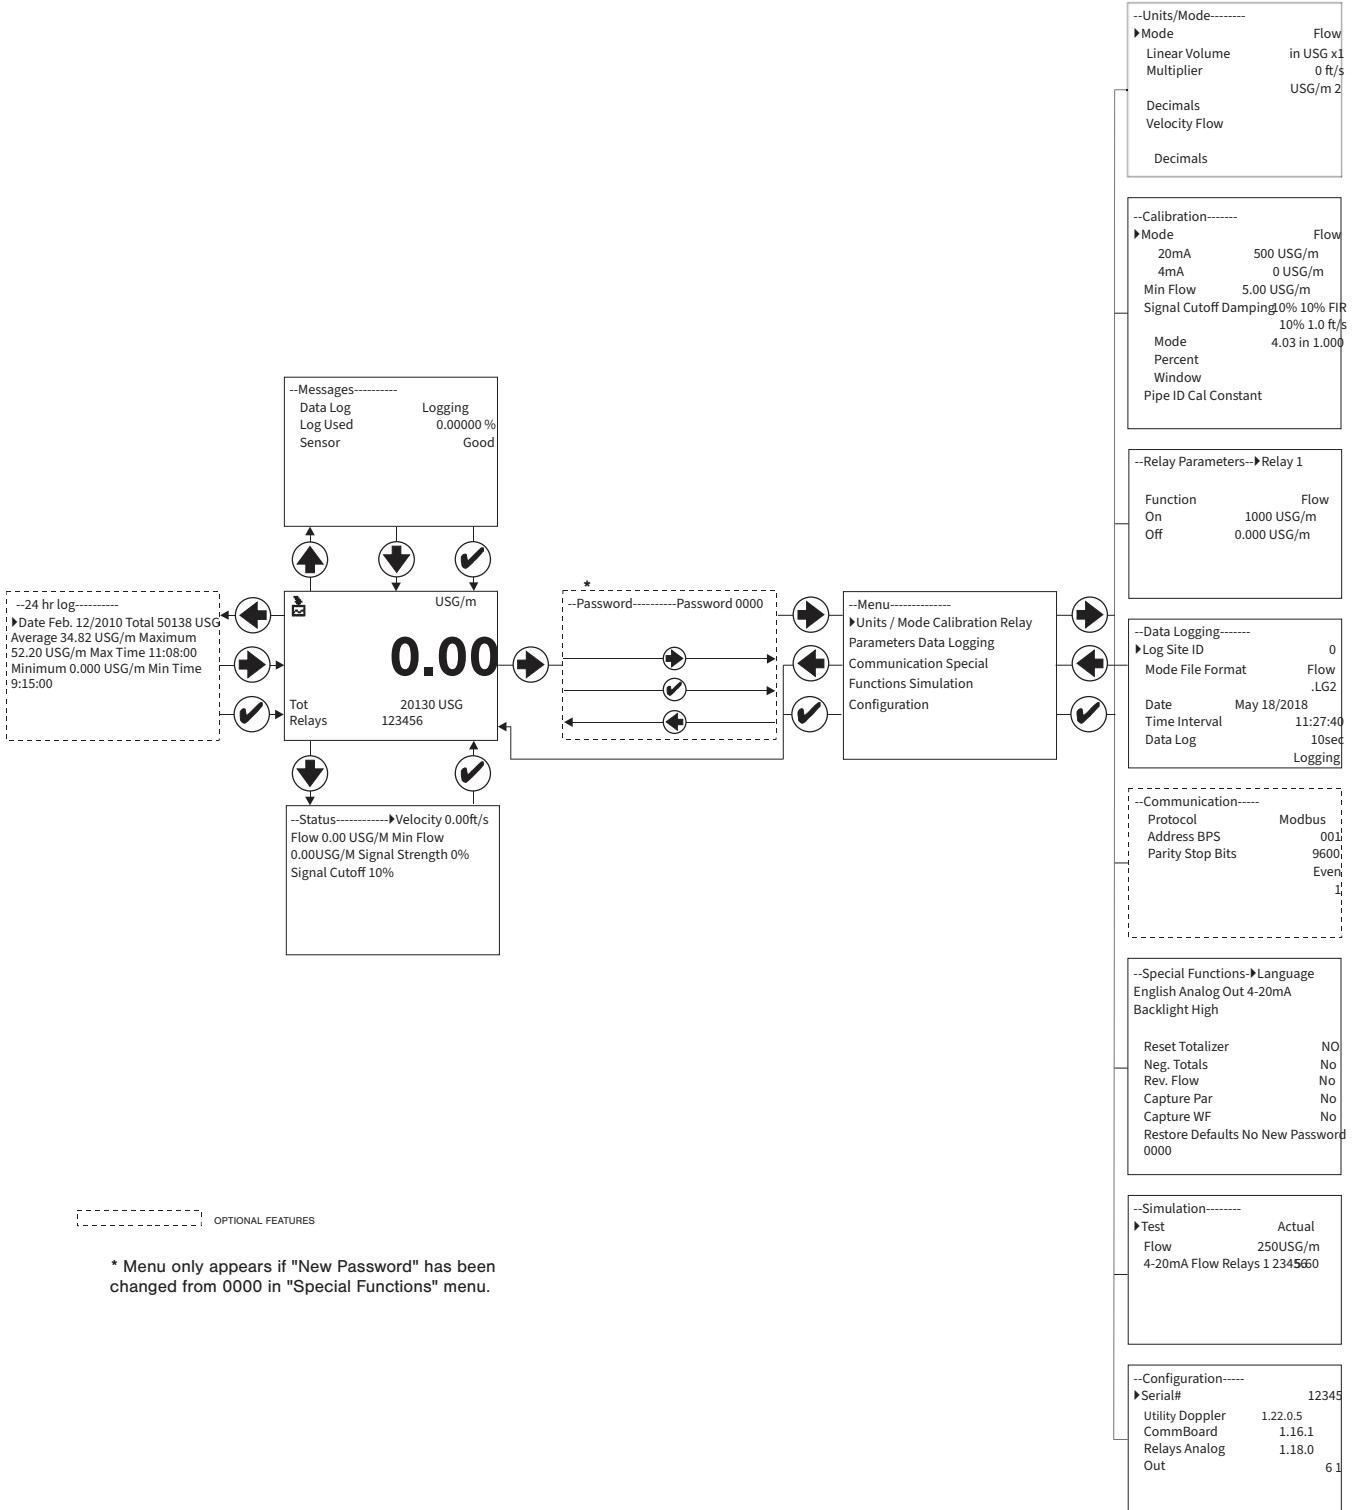 --Units/Mode--------
Mode Flow
Linear Volume in USG x1
Multiplier 0 ft/s
USG/m 2
Decimals
Velocity Flow
Decimals
--Calibration-------
Mode Flow
20mA 500 USG/m
4mA 0 USG/m
Min Flow 5.00 USG/m
Signal Cutoff Damping 10% 10% FIR
10% 1.0 ft/s
Mode 4.03 in 1.000
Percent
Window
Pipe ID Cal Constant
--Messages----------
Data Log Logging
Log Used 0.00000 %
Sensor Good
--Relay Parameters-- Relay 1
Function Flow
On 1000 USG/m
Off 0.000 USG/m
--24 hr log----------
Date Feb. 12/2010 Total 50138 USG
Average 34.82 USG/m Maximum
52.20 USG/m Max Time 11:08:00
Minimum 0.000 USG/m Min Time
9:15:00
USG/m
0.00
Tot 20130 USG
Relays 123456
*
--Password----------Password 0000
--Menu--------------
Units / Mode Calibration Relay
Parameters Data Logging
Communication Special
Functions Simulation
Configuration
--Data Logging-------
Log Site ID 0
Mode File Format Flow
.LG2
Date May 18/2018
Time Interval 11:27:40
Data Log 10sec
Logging
--Status------------ Velocity 0.00ft/s
Flow 0.00 USG/M Min Flow
0.00USG/M Signal Strength 0%
Signal Cutoff 10%
--Communication-----
Protocol Modbus
Address BPS 001
Parity Stop Bits 9600
Even
1
--Special Functions- Language
English Analog Out 4-20mA
Backlight High
Reset Totalizer NO
Neg. Totals No
Rev. Flow No
Capture Par No
Capture WF No
Restore Defaults No New Password
0000
--Simulation--------
Test Actual
Flow 250USG/m
4-20mA Flow Relays 1 23456
--Configuration-----
Serial# 12345
Utility Doppler 1.22.0.5
CommBoard 1.16.1
Relays Analog 1.18.0
Out 6 1
OPTIONAL FEATURES
* Menu only appears if "New Password" has been
changed from 0000 in "Special Functions" menu.